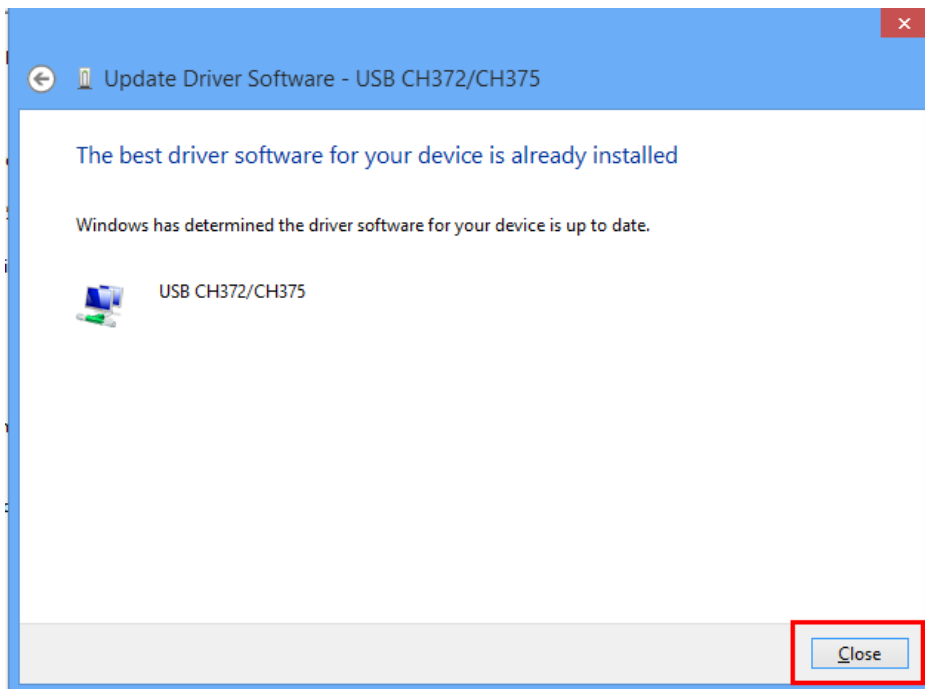 Update Driver Software - USB CH372/CH375
The best driver software for your device is already installed
Windows has determined the driver software for your device is up to date.
USB CH372/CH375
Close